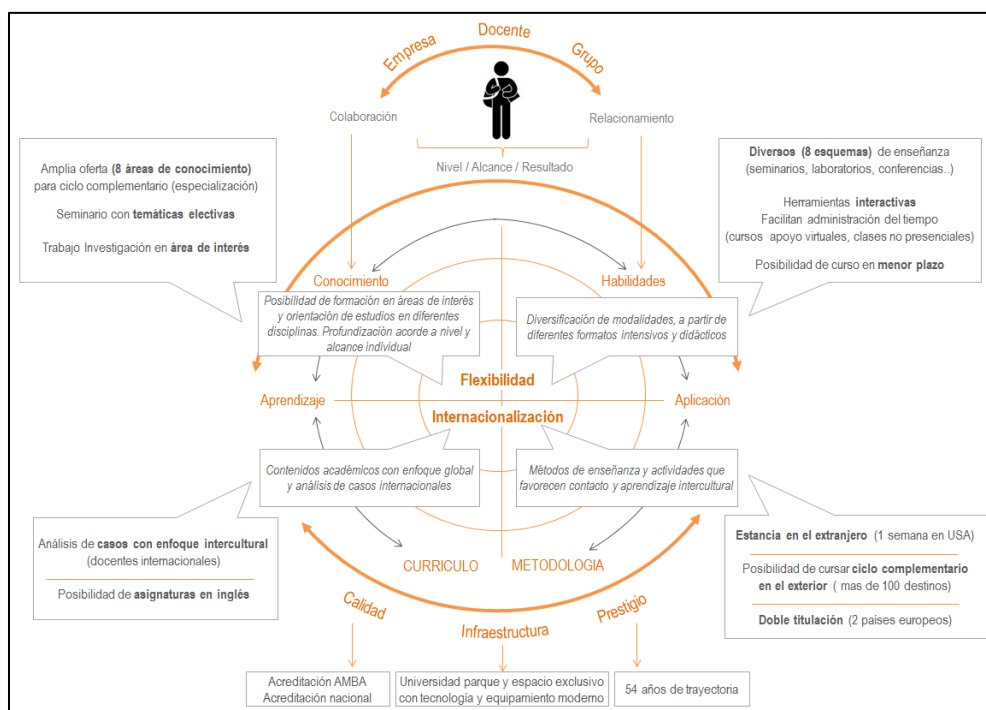 Empresa
Docente
Grupo
Colaboración
Relacionamiento
Nivel / Alcance / Resultado
Amplia oferta (8 áreas de conocimiento)
para ciclo complementario (especialización)
Seminario con temáticas electivas
Trabajo Investigación en área de interés
Diversos (8 esquemas) de enseñanza
(seminarios, laboratorios, conferencias..)
Herramientas interactivas
Facilitan administración del tiempo
(cursos apoyo virtuales, clases no presenciales)
Posibilidad de curso en menor plazo
Conocimiento
Habilidades
Posibilidad de formación en áreas de interés
y orientación de estudios en diferentes
disciplinas. Profundización acorde a nivel y
alcance individual
Diversificación de modalidades, a partir de
diferentes formatos intensivos y didàcticos
Flexibilidad
Aprendizaje
Aplicación
Internacionalización
Contenidos académicos con enfoque global
y análisis de casos internacionales
Métodos de enseñanza y actividades que
favorecen contacto y aprendizaje intercultural
Análisis de casos con enfoque intercultural
(docentes internacionales)
Posibilidad de asignaturas en inglés
Estancia en el extranjero (1 semana en USA)
Posibilidad de cursar ciclo complementario
en el exterior ( mas de 100 destinos)
Doble titulación (2 países europeos)
CURRICULO
METODOLOGIA
Calidad
Infraestructura
Prestigio
Acreditación AMBA
Acreditación nacional
Universidad parque y espacio exclusivo
con tecnología y equipamiento moderno
54 años de trayectoria